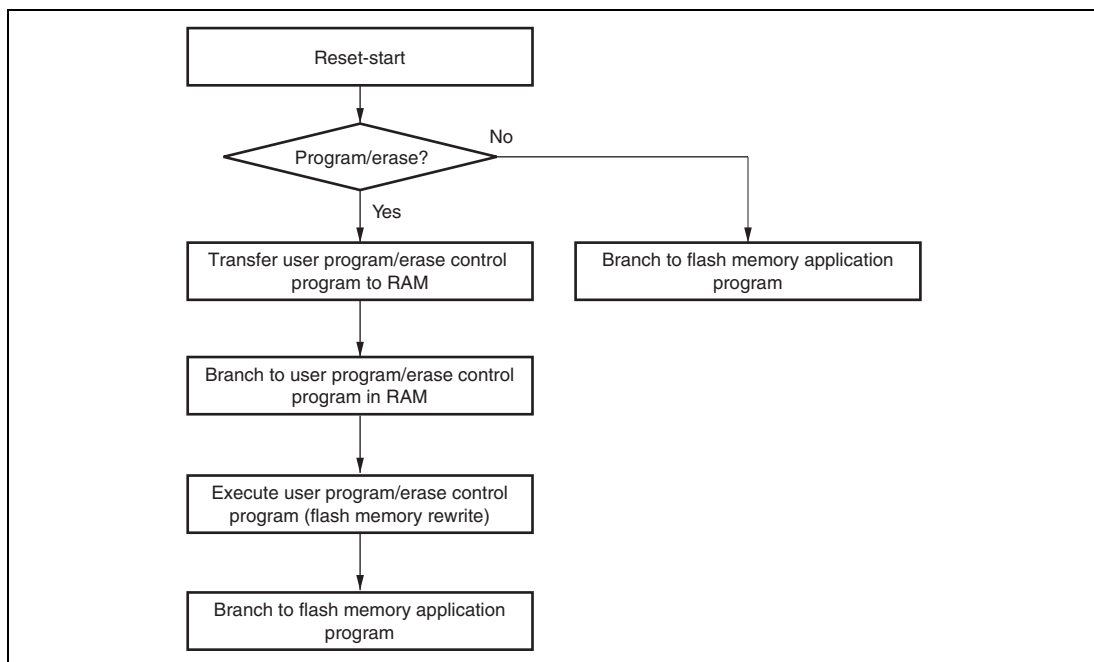 Reset-start
No
Program/erase?
Yes
Transfer user program/erase control
program to RAM
Branch to flash memory application
program
Branch to user program/erase control
program in RAM
Execute user program/erase control
program (flash memory rewrite)
Branch to flash memory application
program